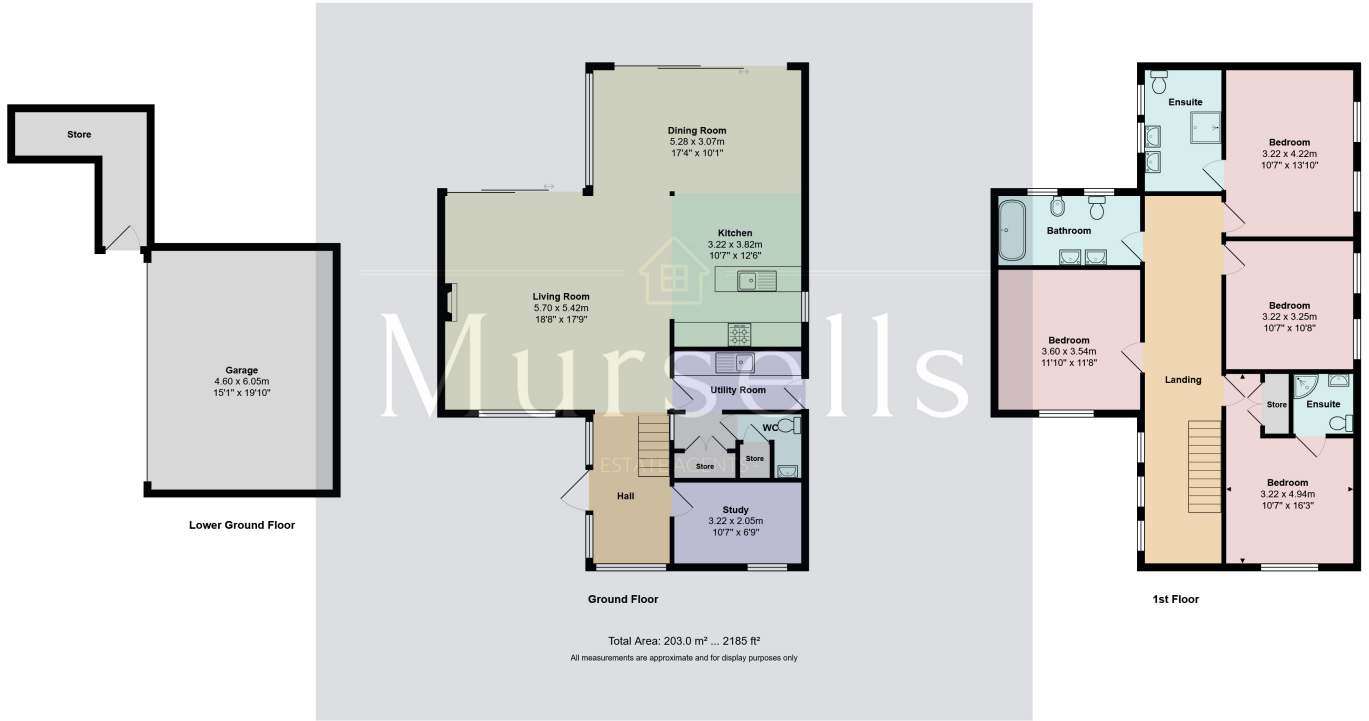 Store
Garage
4.60 x 6.05m
15'1" x 19'10"
Lower Ground Floor
Dining Room
5.28 x 3.07m
17'4" x 10'1"
Kitchen
3.22 x 3.82m
10'7" x 12'6"
Living Room
5.70 x 5.42m
18'8" x 17'9"
Mursells
ESTATE AGENTS
Utility Room
WC
Store
Store
Hall
Study
3.22 x 2.05m
10'7" x 6'9"
Ground Floor
Ensuite
Bedroom
3.22 x 4.22m
10'7" x 13'10"
Bathroom
Bedroom
3.22 x 3.25m
10'7" x 10'8"
Bedroom
3.60 x 3.54m
11'10" x 11'8"
Landing
Store
Ensuite
Bedroom
3.22 x 4.94m
10'7" x 16'3"
1st Floor
Total Area: 203.0 m² ... 2185 ft²
All measurements are approximate and for display purposes only